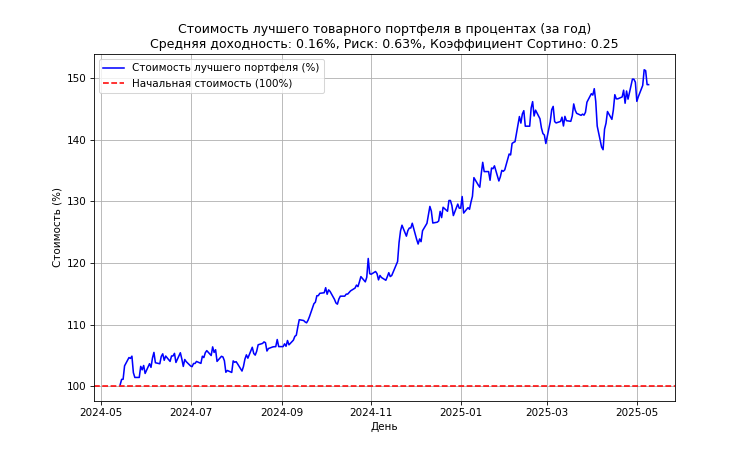 Стоимость лучшего товарного портфеля в процентах (за год)
Средняя доходность: 0.16%, Риск: 0.63%, Коэффициент Сортино: 0.25
Стоимость лучшего портфеля (%)
Начальная стоимость (100%)
Стоимость (%)
150
140
130
120
110
100
2024-05
2024-07
2024-09
2024-11
2025-01
2025-03
2025-05
День